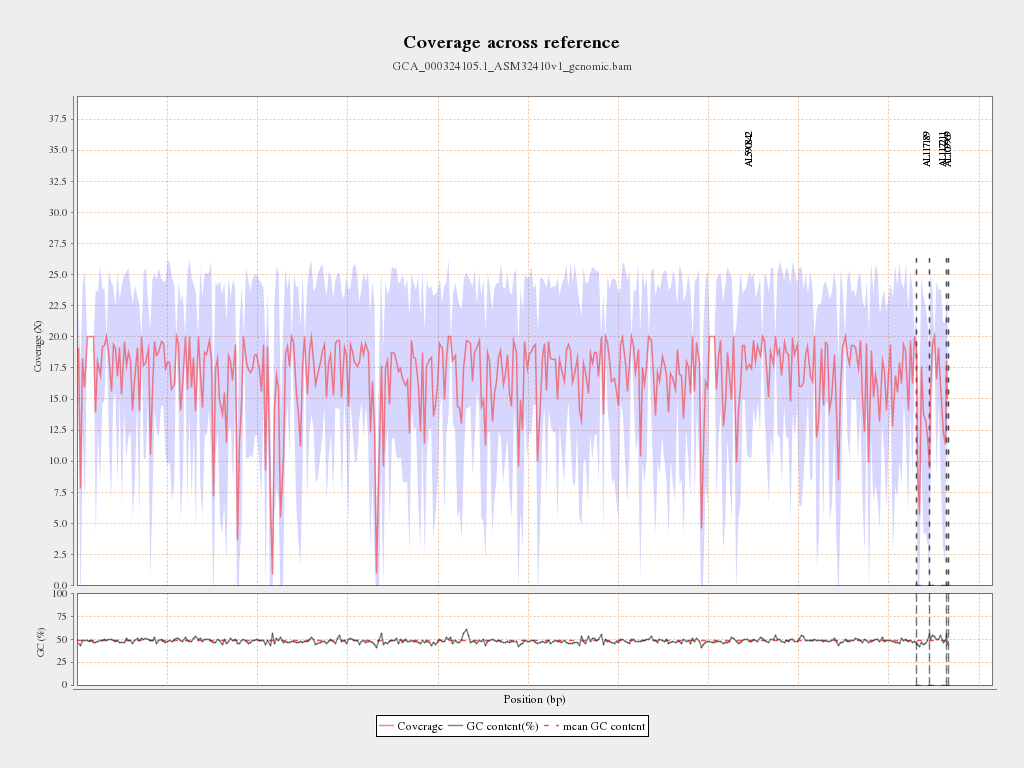 Coverage across reference
GCA_000324105.1_ASM32410v1_genomic.bam
37.5
35.0
32.5
30.0
27.5
25.0
22.5
20.0
17.5
15.0
12.5
10.0
7.5
5.0
2.5
0.0
Coverage (X)
AL590842
AL117189
100
75
50
25
0
GC (%)
Position (bp)
Coverage GC content(%) mean GC content